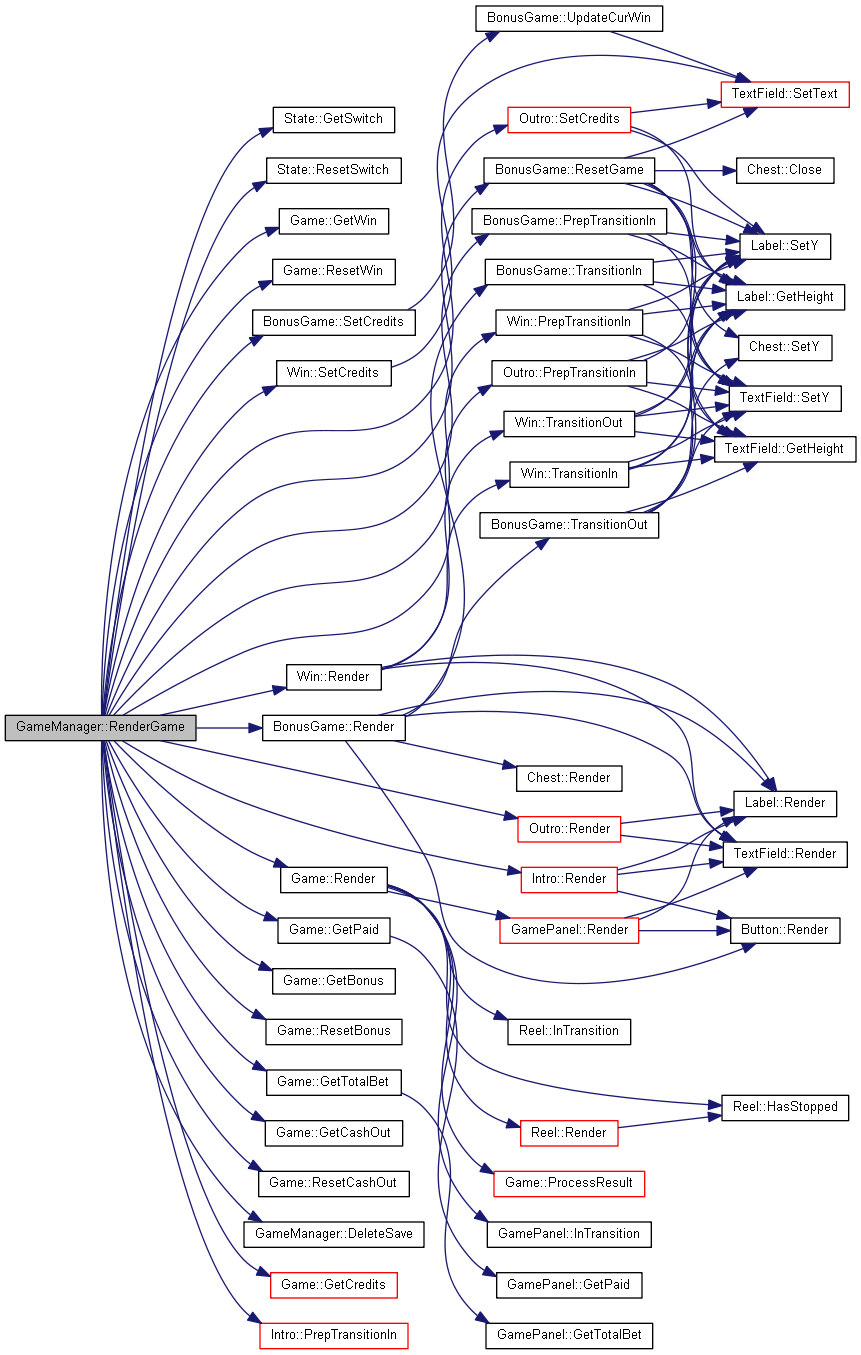 BonusGame::UpdateCurWin
TextField::SetText
State::GetSwitch
Outro::SetCredits
State::ResetSwitch
BonusGame::ResetGame
Chest::Close
Game::GetWin
BonusGame::PrepTransitionIn
Label::SetY
Game::ResetWin
BonusGame::TransitionIn
Label::GetHeight
BonusGame::SetCredits
Win::PrepTransitionIn
Chest::SetY
Win::SetCredits
Outro::PrepTransitionIn
TextField::SetY
Win::TransitionOut
TextField::GetHeight
Win::TransitionIn
BonusGame::TransitionOut
Win::Render
GameManager::RenderGame
BonusGame::Render
Chest::Render
Label::Render
Outro::Render
TextField::Render
Game::Render
Intro::Render
Game::GetPaid
GamePanel::Render
Button::Render
Game::GetBonus
Game::ResetBonus
Reel::InTransition
Game::GetTotalBet
Reel::HasStopped
Game::GetCashOut
Reel::Render
Game::ResetCashOut
Game::ProcessResult
GameManager::DeleteSave
GamePanel::InTransition
Game::GetCredits
GamePanel::GetPaid
Intro::PrepTransitionIn
GamePanel::GetTotalBet